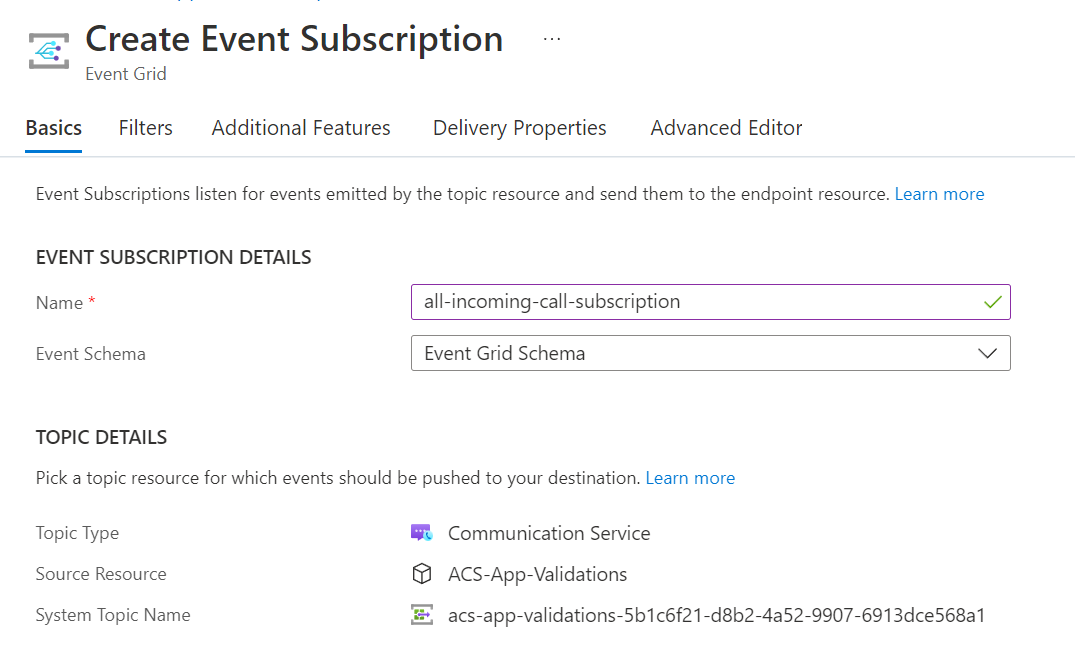 Create Event Subscription ...
Event Grid
Basics Filters Additional Features Delivery Properties Advanced Editor
Event Subscriptions listen for events emitted by the topic resource and send them to the endpoint resource. Learn more
EVENT SUBSCRIPTION DETAILS
Name * all-incoming-call-subscription
Event Schema Event Grid Schema
TOPIC DETAILS
Pick a topic resource for which events should be pushed to your destination. Learn more
Topic Type Communication Service
Source Resource ACS-App-Validations
System Topic Name acs-app-validations-5b1c6f21-d8b2-4a52-9907-6913dce568a1